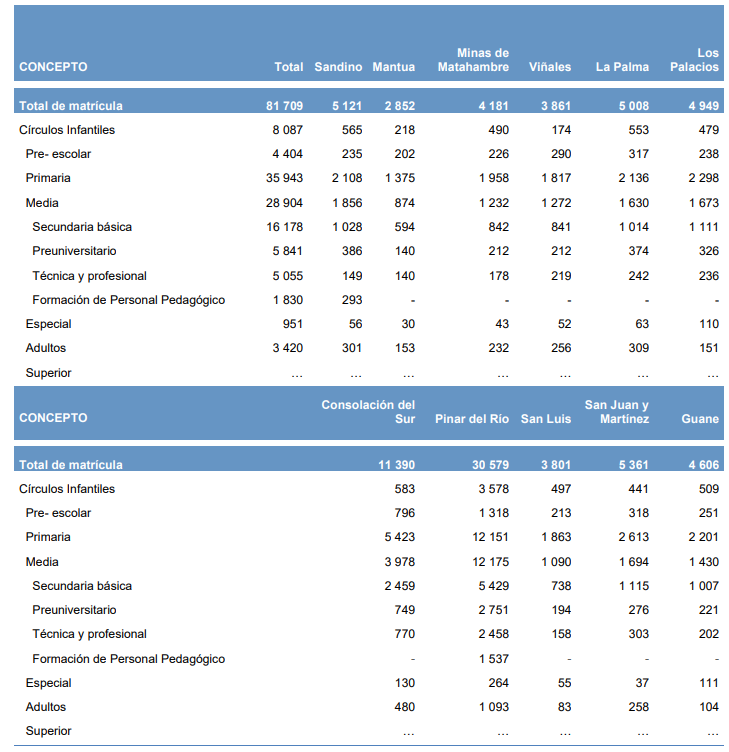 Minas de Los
CONCEPTO Total Sandino Mantua Matahambre Viñales La Palma Palacios
Total de matrícula 81 709 5 121 2 852 4 181 3 861 5 008 4 949
Círculos Infantiles 8 087 565 218 490 174 553 479
Pre- escolar 4 404 235 202 226 290 317 238
Primaria 35 943 2 108 1 375 1 958 1 817 2 136 2 298
Media 28 904 1 856 874 1 232 1 272 1 630 1 673
Secundaria básica 16 178 1 028 594 842 841 1 014 1 111
Preuniversitario 5 841 386 140 212 212 374 326
Técnica y profesional 5 055 149 140 178 219 242 236
Formación de Personal Pedagógico 1 830 293 - - - - -
Especial 951 56 30 43 52 63 110
Adultos 3 420 301 153 232 256 309 151
Superior … … … … … … …
Consolación del San Juan y
CONCEPTO Sur Pinar del Río San Luis Martínez Guane
Total de matrícula 11 390 30 579 3 801 5 361 4 606
Círculos Infantiles 583 3 578 497 441 509
Pre- escolar 796 1 318 213 318 251
Primaria 5 423 12 151 1 863 2 613 2 201
Media 3 978 12 175 1 090 1 694 1 430
Secundaria básica 2 459 5 429 738 1 115 1 007
Preuniversitario 749 2 751 194 276 221
Técnica y profesional 770 2 458 158 303 202
Formación de Personal Pedagógico - 1 537 - - -
Especial 130 264 55 37 111
Adultos 480 1 093 83 258 104
Superior … … … … …